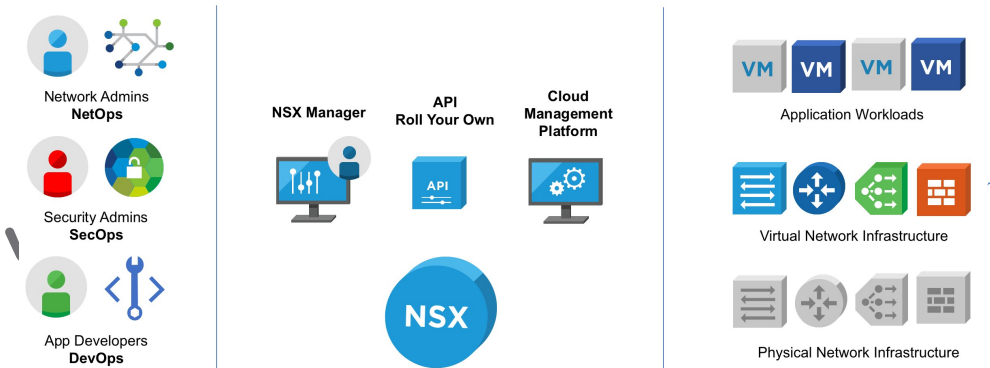 Network Admins
NetOps
Security Admins
SecOps
App Developers
DevOps
NSX Manager
API
Roll Your Own
Cloud
Management
Platform
API
NSX
VM
VM
VM
VM
Application Workloads
Virtual Network Infrastructure
Physical Network Infrastructure